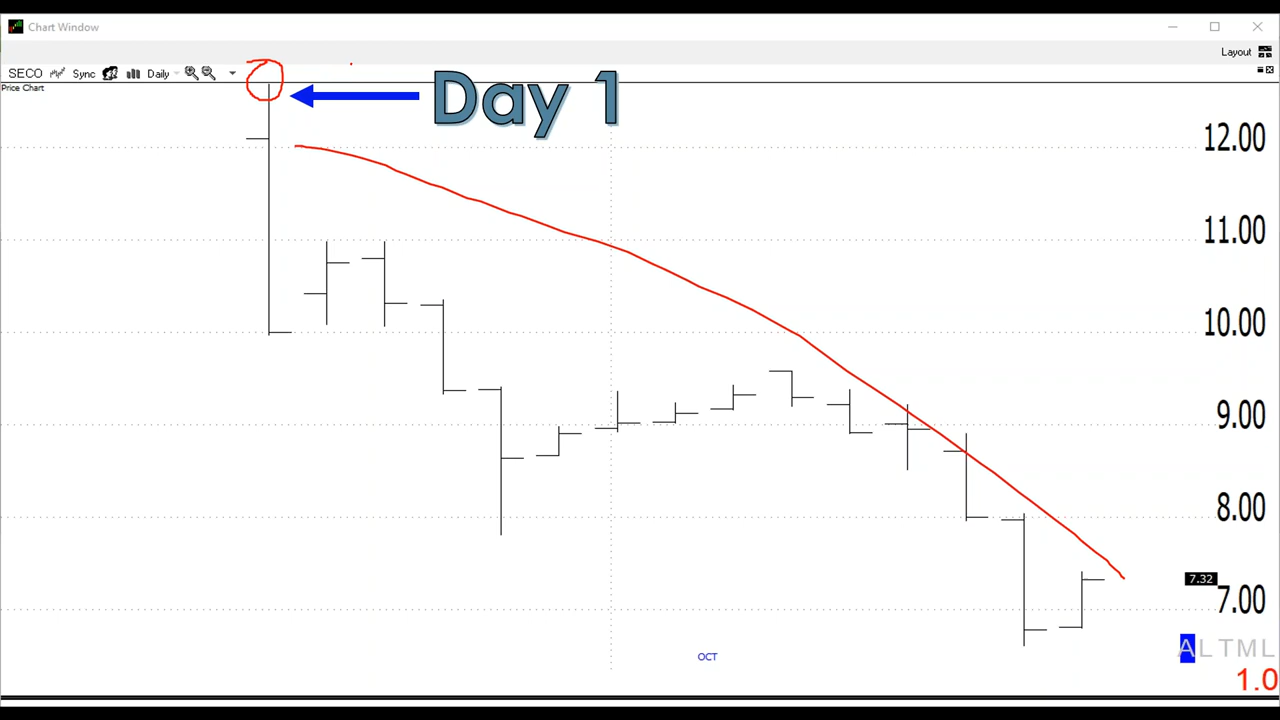 Chart Window
Layout
SECO Sync Daily
Price Chart
Day 1
12.00
11.00
10.00
9.00
8.00
7.32
7.00
ALTML
OCT
1.0